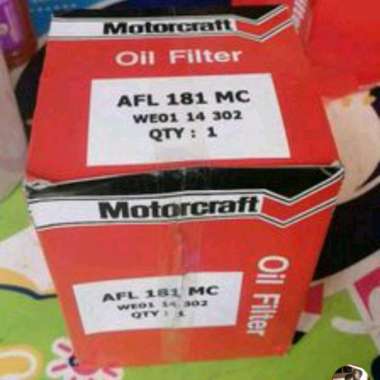 Motorcraft
Oil Filter
AFL 181 MC
WE01 14 302
QTY : 1
Motorcraft
AFL 181 MC
WE01 14 302
QTY : 1
Oil Filter